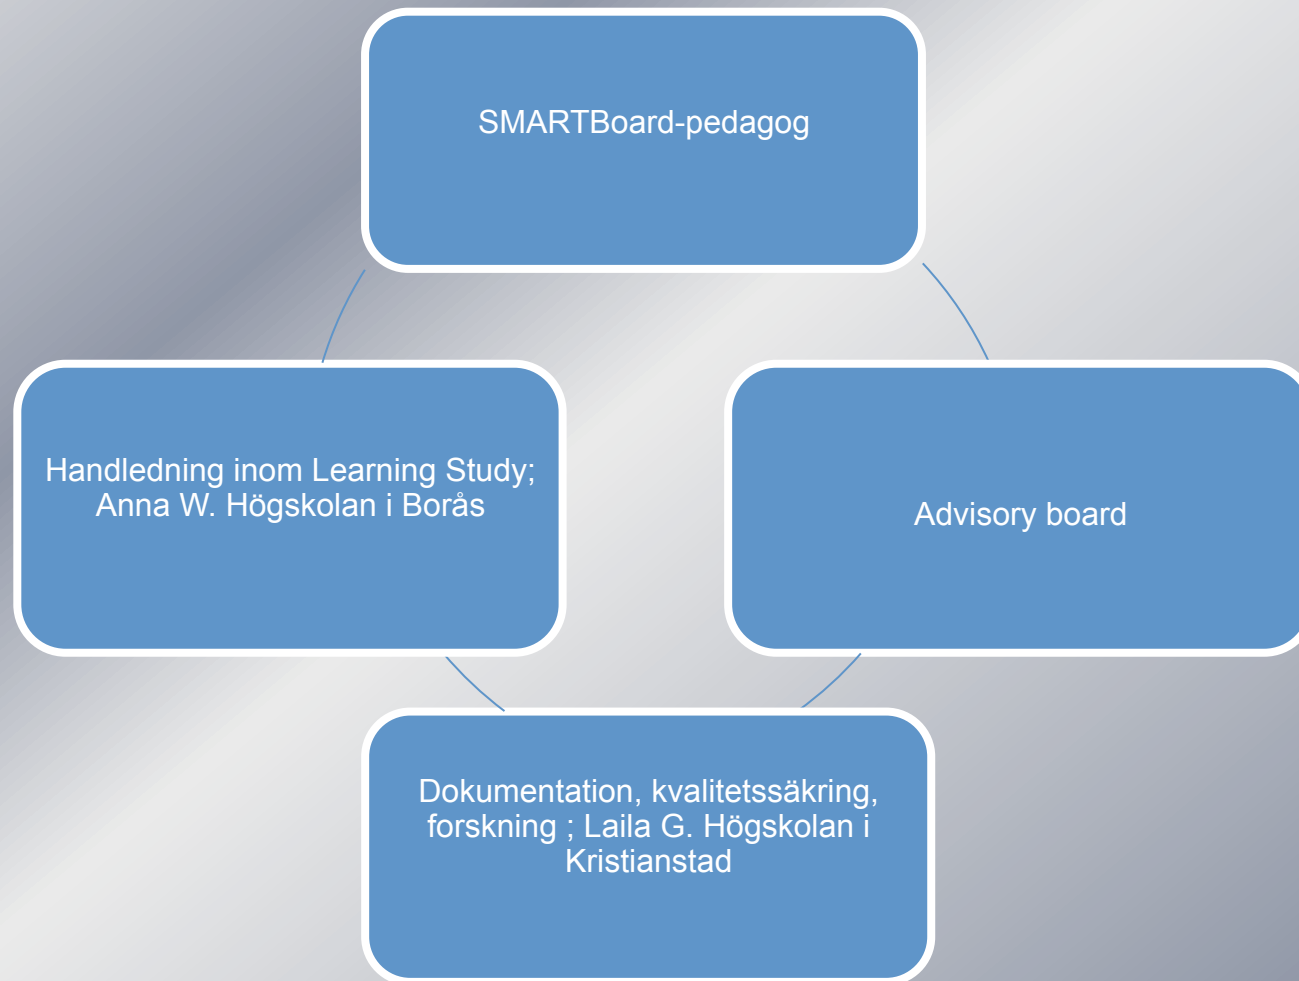 SMARTBoard-pedagog
Handledning inom Learning Study;
Anna W. Högskolan i Borås
Advisory board
Dokumentation, kvalitetssäkring,
forskning ; Laila G. Högskolan i
Kristianstad